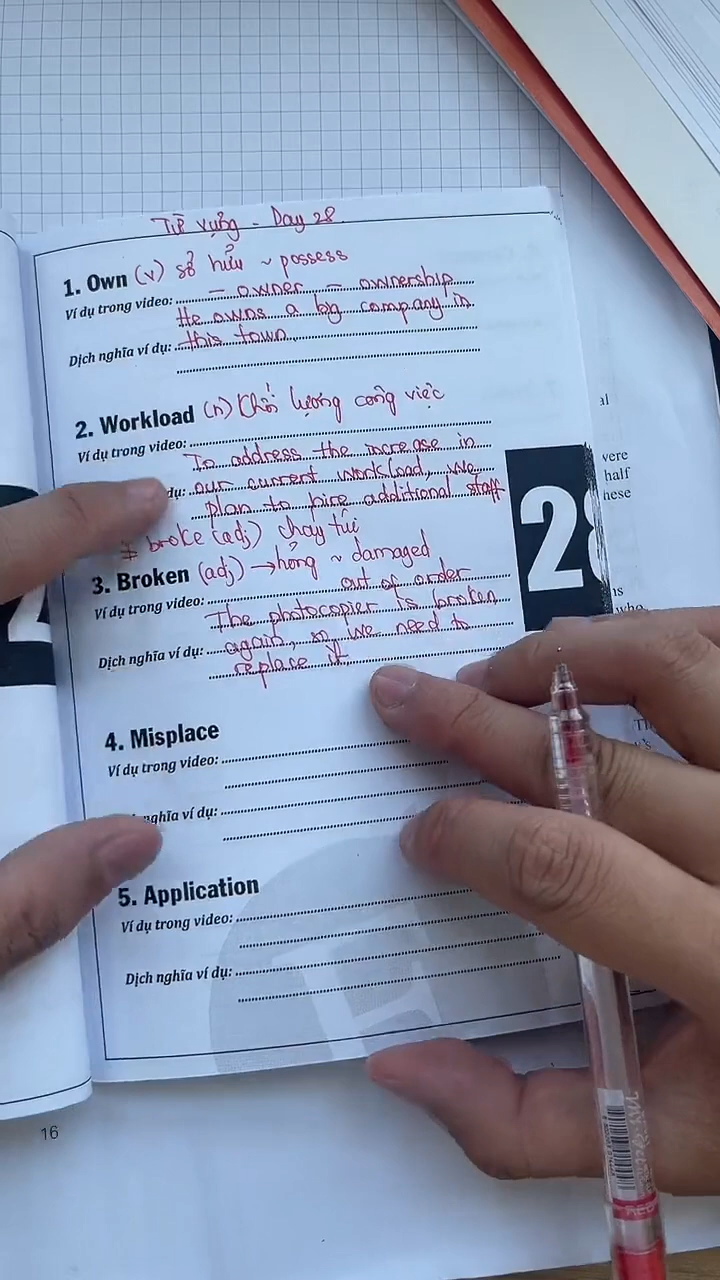 Từ vựng - Day 28
1. Own (v) sở hữu ~ possess
- owner - ownership
Ví dụ trong video:
He owns a big company in
Dịch nghĩa ví dụ: this town
2. Workload (n) Khối lượng công việc
Ví dụ trong video:
To address the increase in
dụ: our current workload, we
plan to hire additional staff
≠ broke (adj) cháy túi
3. Broken (adj) → hỏng ~ damaged
out of order
Ví dụ trong video:
The photocopier is broken
Dịch nghĩa ví dụ: again, so we need to
replace it
4. Misplace
Ví dụ trong video:
nghĩa ví dụ:
5. Application
Ví dụ trong video:
Dịch nghĩa ví dụ:
16
28
al
were
half
hese